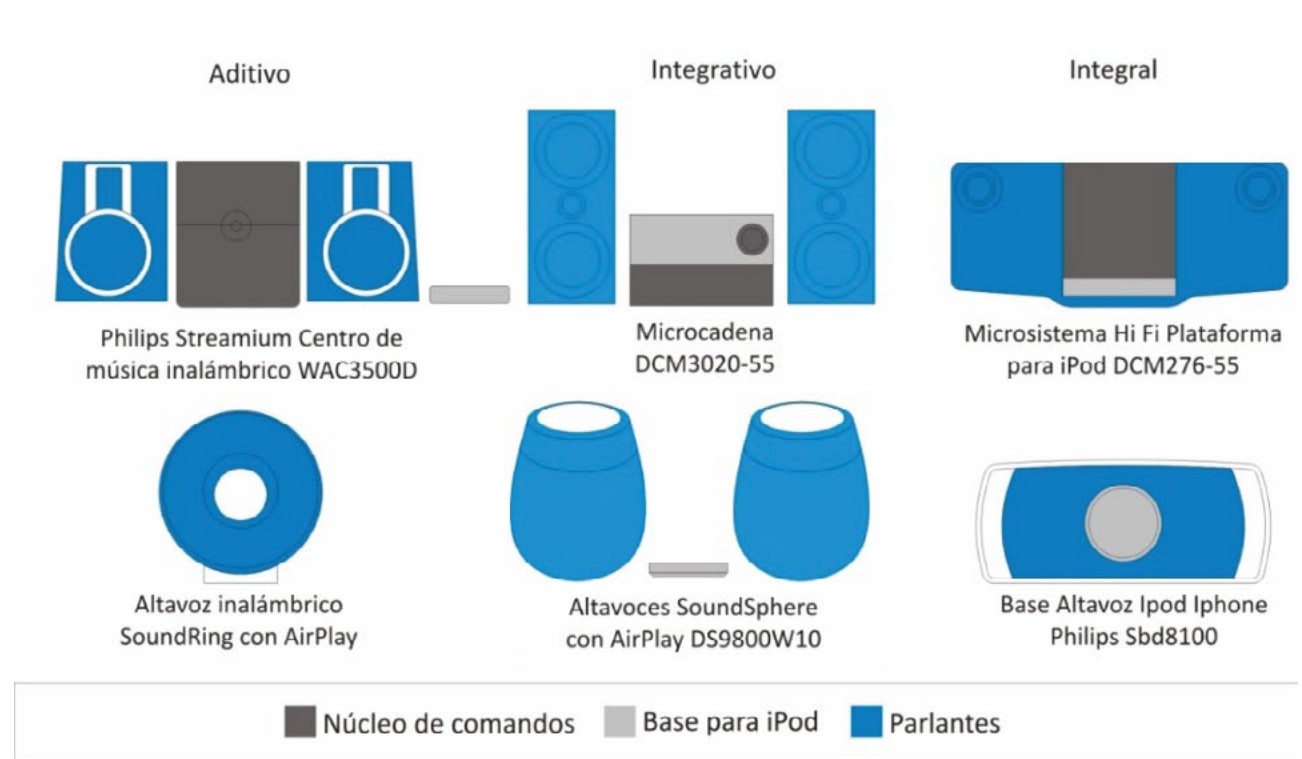 Aditivo
Integrativo
Integral
Philips Streamium Centro de
música inalámbrico WAC3500D
Microcadena
DCM3020-55
Microsistema Hi Fi Plataforma
para iPod DCM276-55
Altavoz inalámbrico
SoundRing con AirPlay
Altavoces SoundSphere
con AirPlay DS9800W10
Base Altavoz Ipod Iphone
Philips Sbd8100
Núcleo de comandos
Base para iPod
Parlantes